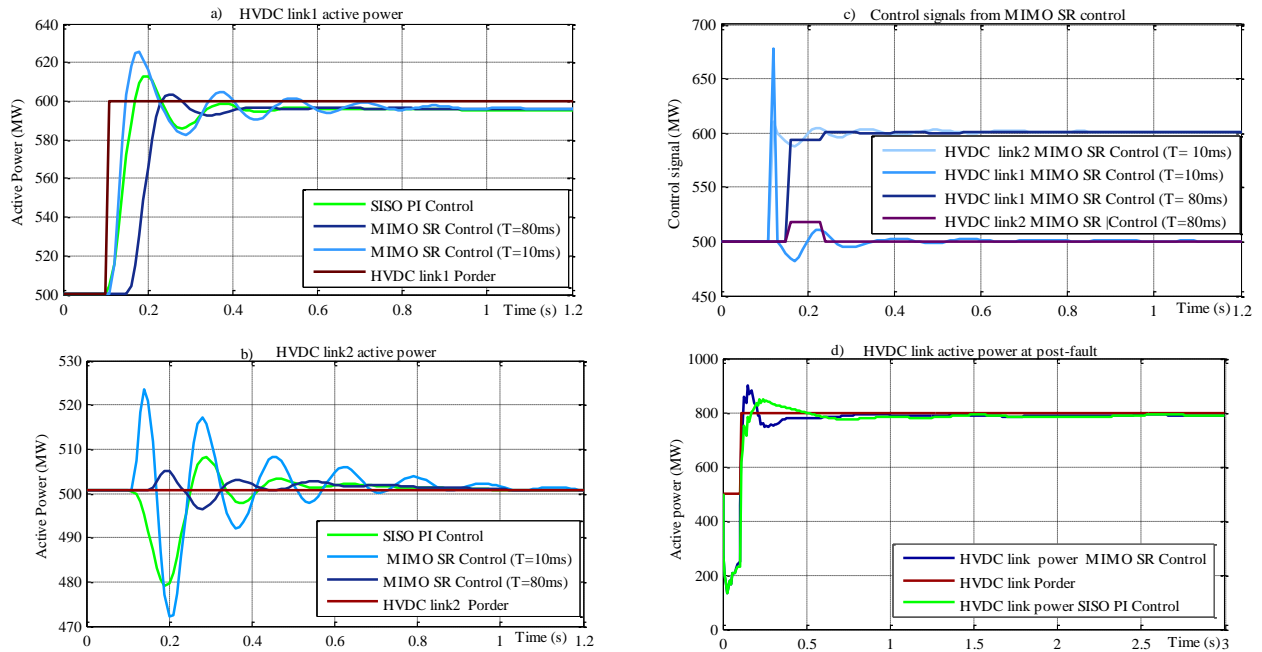 a) HVDC link1 active power
640
620
600
580
560
540
520
500
Active Power (MW)
SISO PI Control
MIMO SR Control (T=80ms)
MIMO SR Control (T=10ms)
HVDC link1 Porder
0 0.2 0.4 0.6 0.8 1 Time (s) 1.2
c) Control signals from MIMO SR control
700
650
600
550
500
450
Control signal (MW)
HVDC link2 MIMO SR Control (T= 10ms)
HVDC link1 MIMO SR Control (T=10ms)
HVDC link1 MIMO SR Control (T= 80ms)
HVDC link2 MIMO SR |Control (T=80ms)
Time (s)
0 0.2 0.4 0.6 0.8 1 1.2
b) HVDC link2 active power
530
520
510
500
490
480
470
Active Power (MW)
SISO PI Control
MIMO SR Control (T=10ms)
MIMO SR Control (T=80ms)
HVDC link2 Porder
Time (s)
0 0.2 0.4 0.6 0.8 1 1.2
d) HVDC link active power at post-fault
1000
800
600
400
200
0
Active power (MW)
HVDC link power MIMO SR Control
HVDC link Porder
HVDC link power SISO PI Control
0 0.5 1 1.5 2 2.5 Time (s) 3